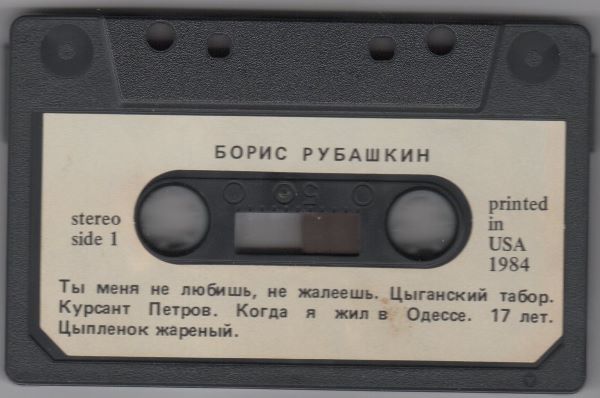 БОРИС РУБАШКИН
stereo
side 1
printed
in
USA
1984
Ты меня не любишь, не жалеешь. Цыганский табор.
Курсант Петров. Когда я жил в Одессе. 17 лет.
Цыпленок жареный.